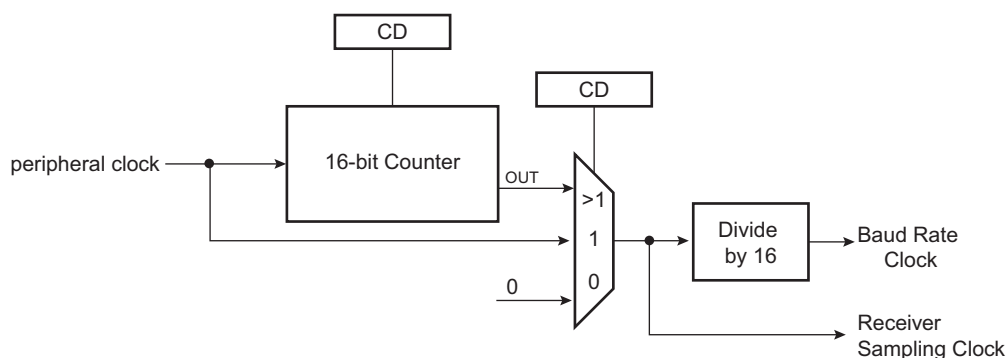 CD
CD
peripheral clock
16-bit Counter
OUT
>1
1
0
0
Divide
by 16
Baud Rate
Clock
Receiver
Sampling Clock